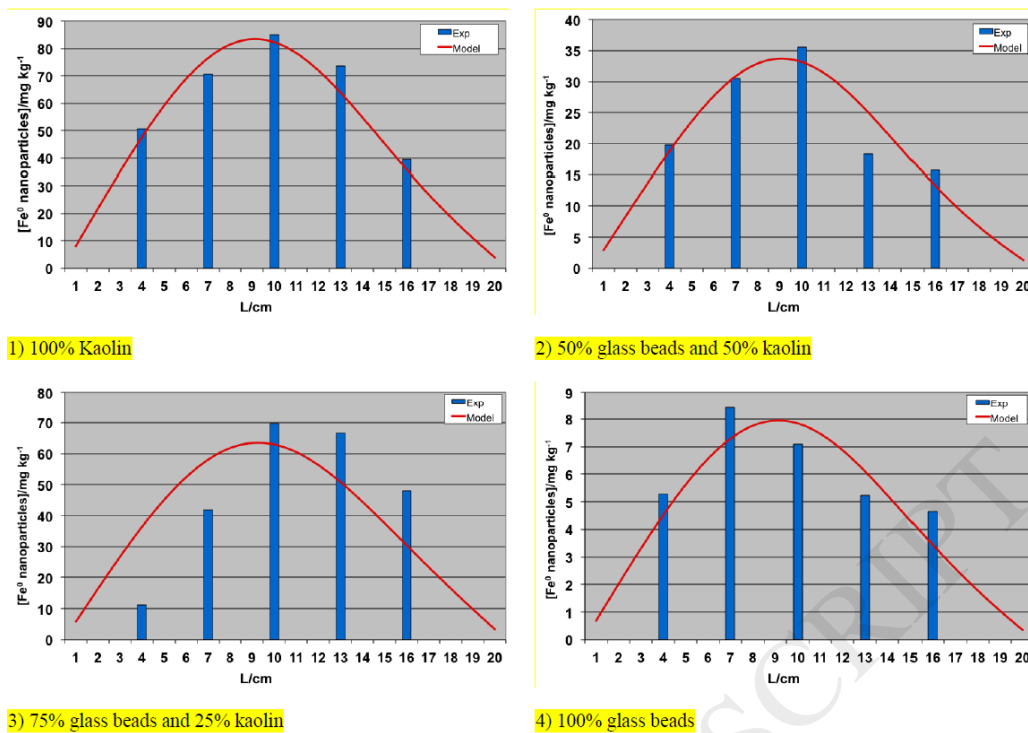 90
80
70
60
50
40
30
20
10
0
[Fe⁰ nanoparticles]/mg kg⁻¹
Exp
Model
1 2 3 4 5 6 7 8 9 10 11 12 13 14 15 16 17 18 19 20
L/cm
1) 100% Kaolin
40
35
30
25
20
15
10
5
0
[Fe⁰ nanoparticles]/mg kg⁻¹
Exp
Model
1 2 3 4 5 6 7 8 9 10 11 12 13 14 15 16 17 18 19 20
L/cm
2) 50% glass beads and 50% kaolin
80
70
60
50
40
30
20
10
0
[Fe⁰ nanoparticles]/mg kg⁻¹
Exp
Model
1 2 3 4 5 6 7 8 9 10 11 12 13 14 15 16 17 18 19 20
L/cm
3) 75% glass beads and 25% kaolin
9
8
7
6
5
4
3
2
1
0
[Fe⁰ nanoparticles]/mg kg⁻¹
Exp
Model
1 2 3 4 5 6 7 8 9 10 11 12 13 14 15 16 17 18 19 20
L/cm
4) 100% glass beads
SCRIPT